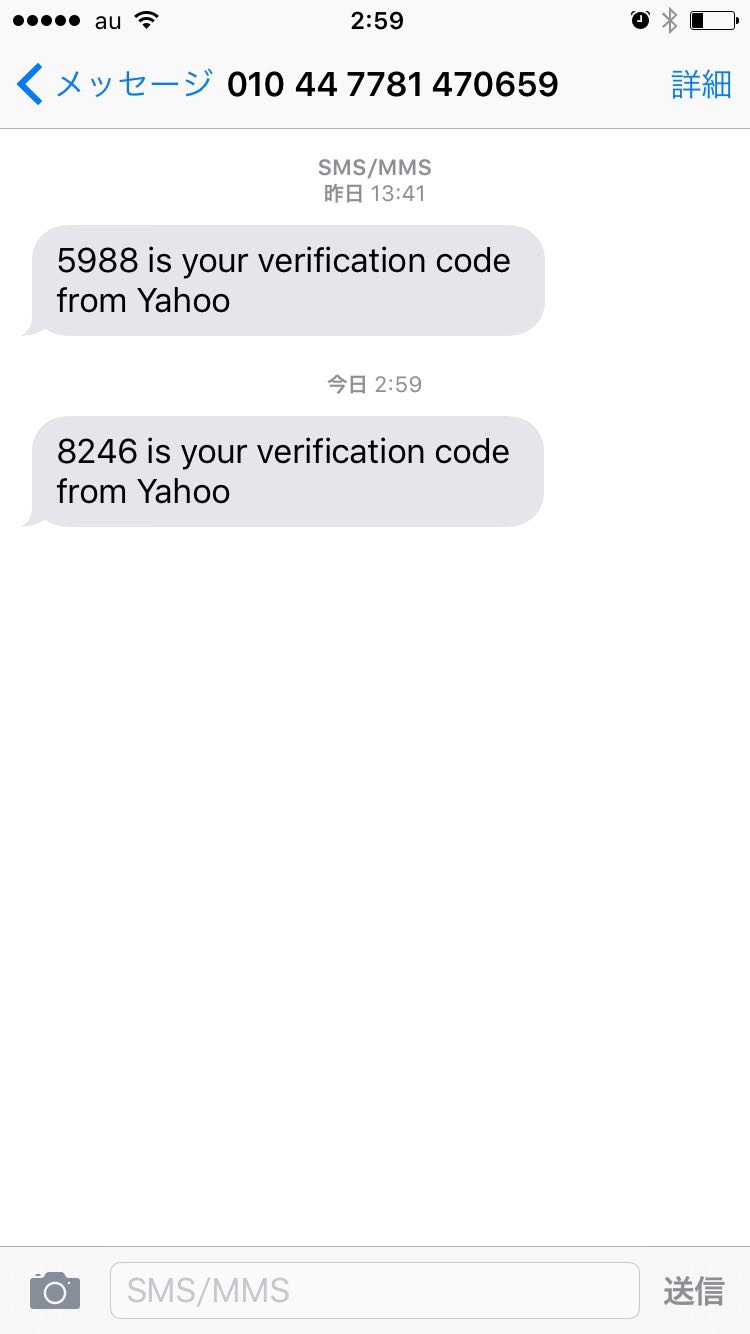 au 2:59
メッセージ 010 44 7781 470659 詳細
SMS/MMS
昨日 13:41
5988 is your verification code
from Yahoo
今日 2:59
8246 is your verification code
from Yahoo
SMS/MMS 送信